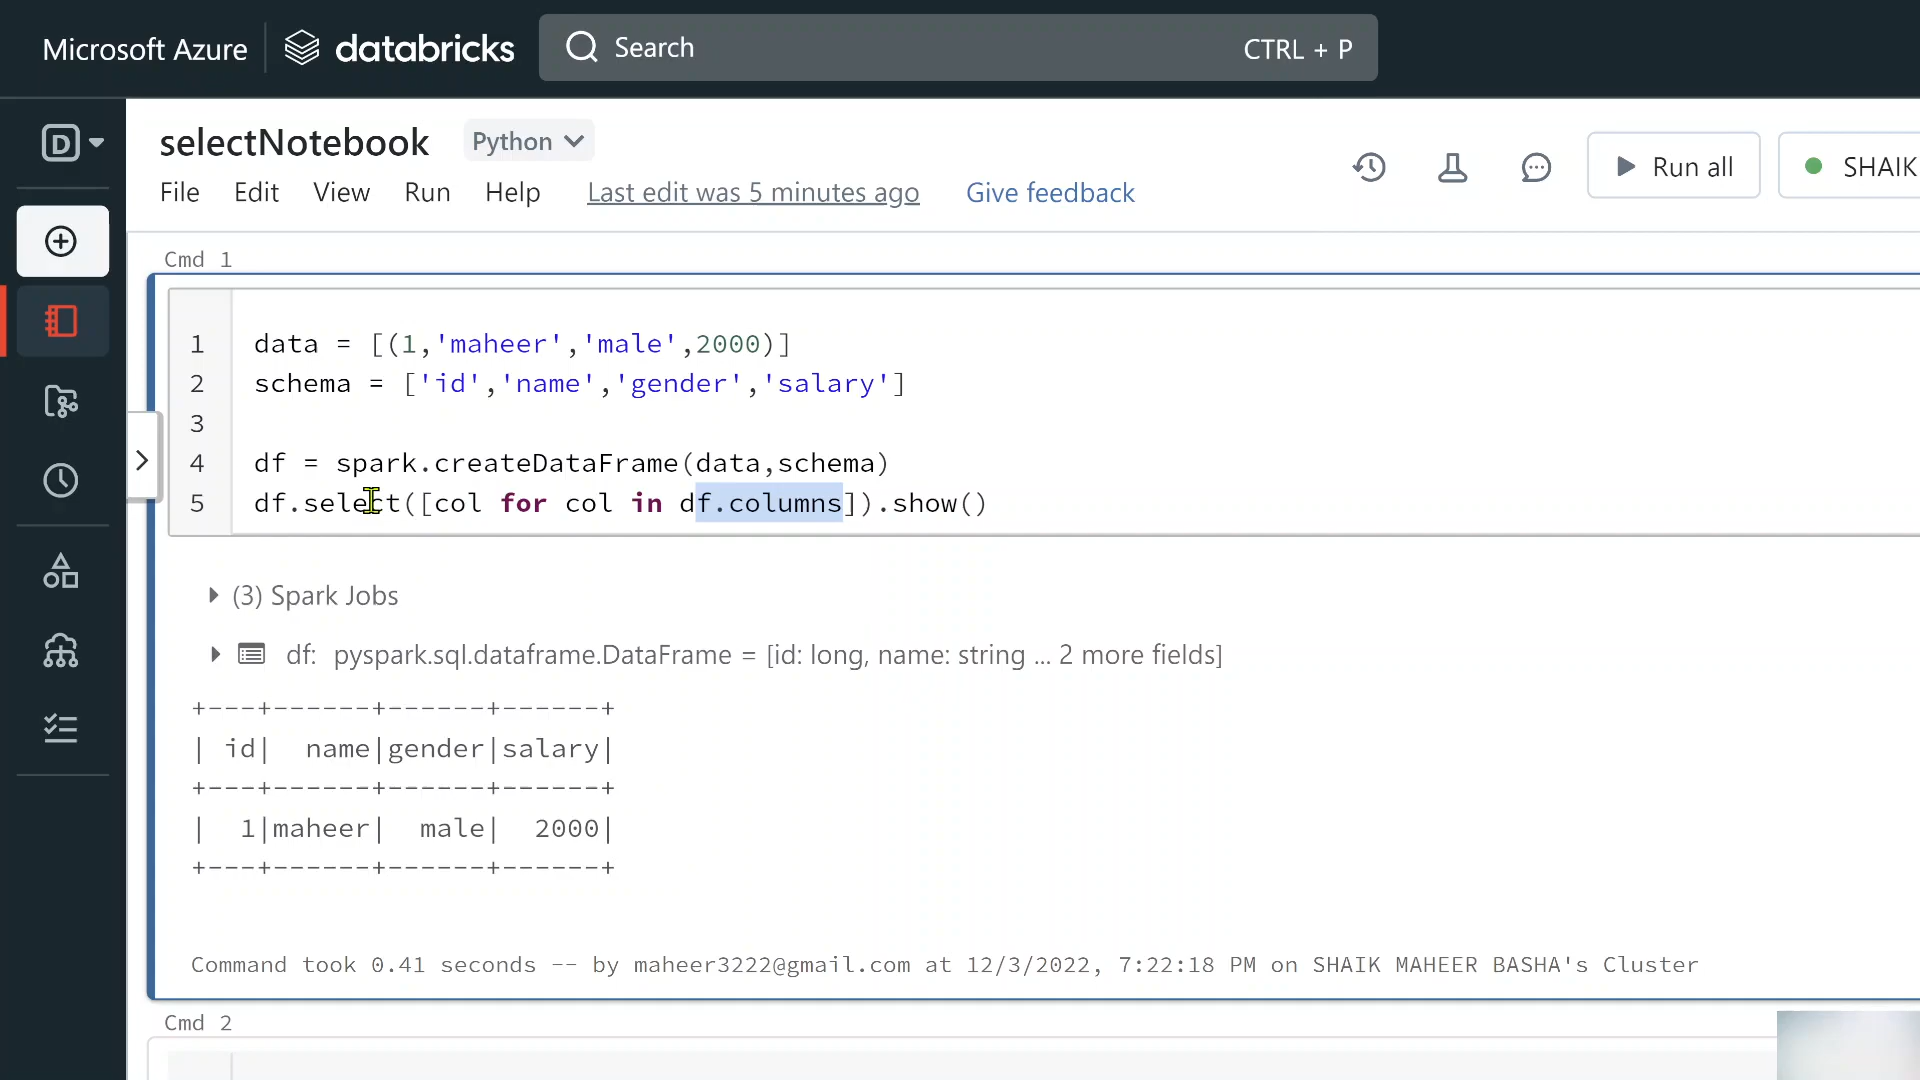 Microsoft Azure databricks Search CTRL + P
D
selectNotebook Python
File Edit View Run Help Last edit was 5 minutes ago Give feedback Run all SHAIK
Cmd 1
1 data = [(1,'maheer','male',2000)]
2 schema = ['id','name','gender','salary']
3
4 df = spark.createDataFrame(data,schema)
5 df.select([col for col in df.columns]).show()
(3) Spark Jobs
df: pyspark.sql.dataframe.DataFrame = [id: long, name: string ... 2 more fields]
+---+------+------+------+
| id|  name|gender|salary|
+---+------+------+------+
|  1|maheer|  male|  2000|
+---+------+------+------+
Command took 0.41 seconds -- by maheer3222@gmail.com at 12/3/2022, 7:22:18 PM on SHAIK MAHEER BASHA's Cluster
Cmd 2